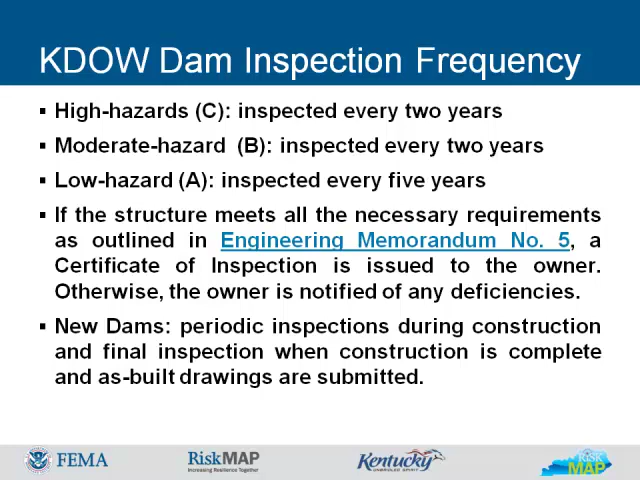 KDOW Dam Inspection Frequency
▪ High-hazards (C): inspected every two years
▪ Moderate-hazard (B): inspected every two years
▪ Low-hazard (A): inspected every five years
▪ If the structure meets all the necessary requirements
as outlined in Engineering Memorandum No. 5, a
Certificate of Inspection is issued to the owner.
Otherwise, the owner is notified of any deficiencies.
▪ New Dams: periodic inspections during construction
and final inspection when construction is complete
and as-built drawings are submitted.
FEMA
RiskMAP
Increasing Resilience Together
Kentucky
UNBRIDLED SPIRIT
RISK
MAP